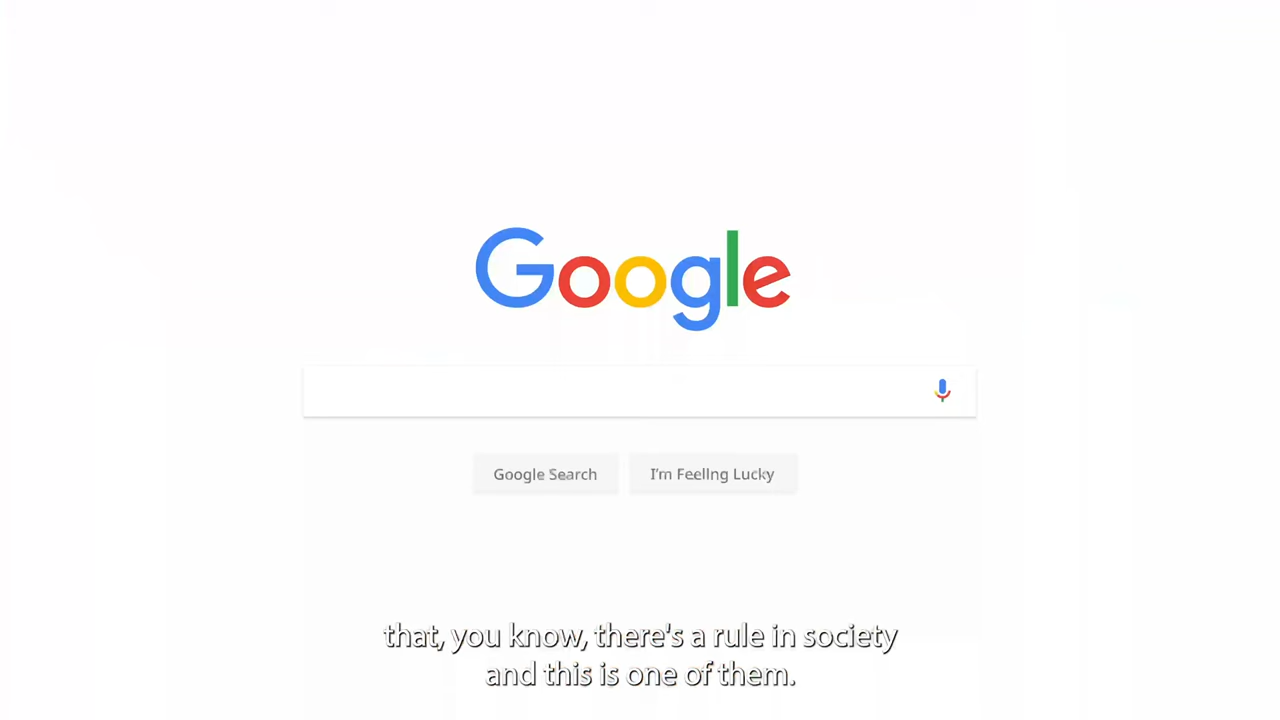 Google
Google Search
I'm Feeling Lucky
that, you know, there's a rule in society
and this is one of them.